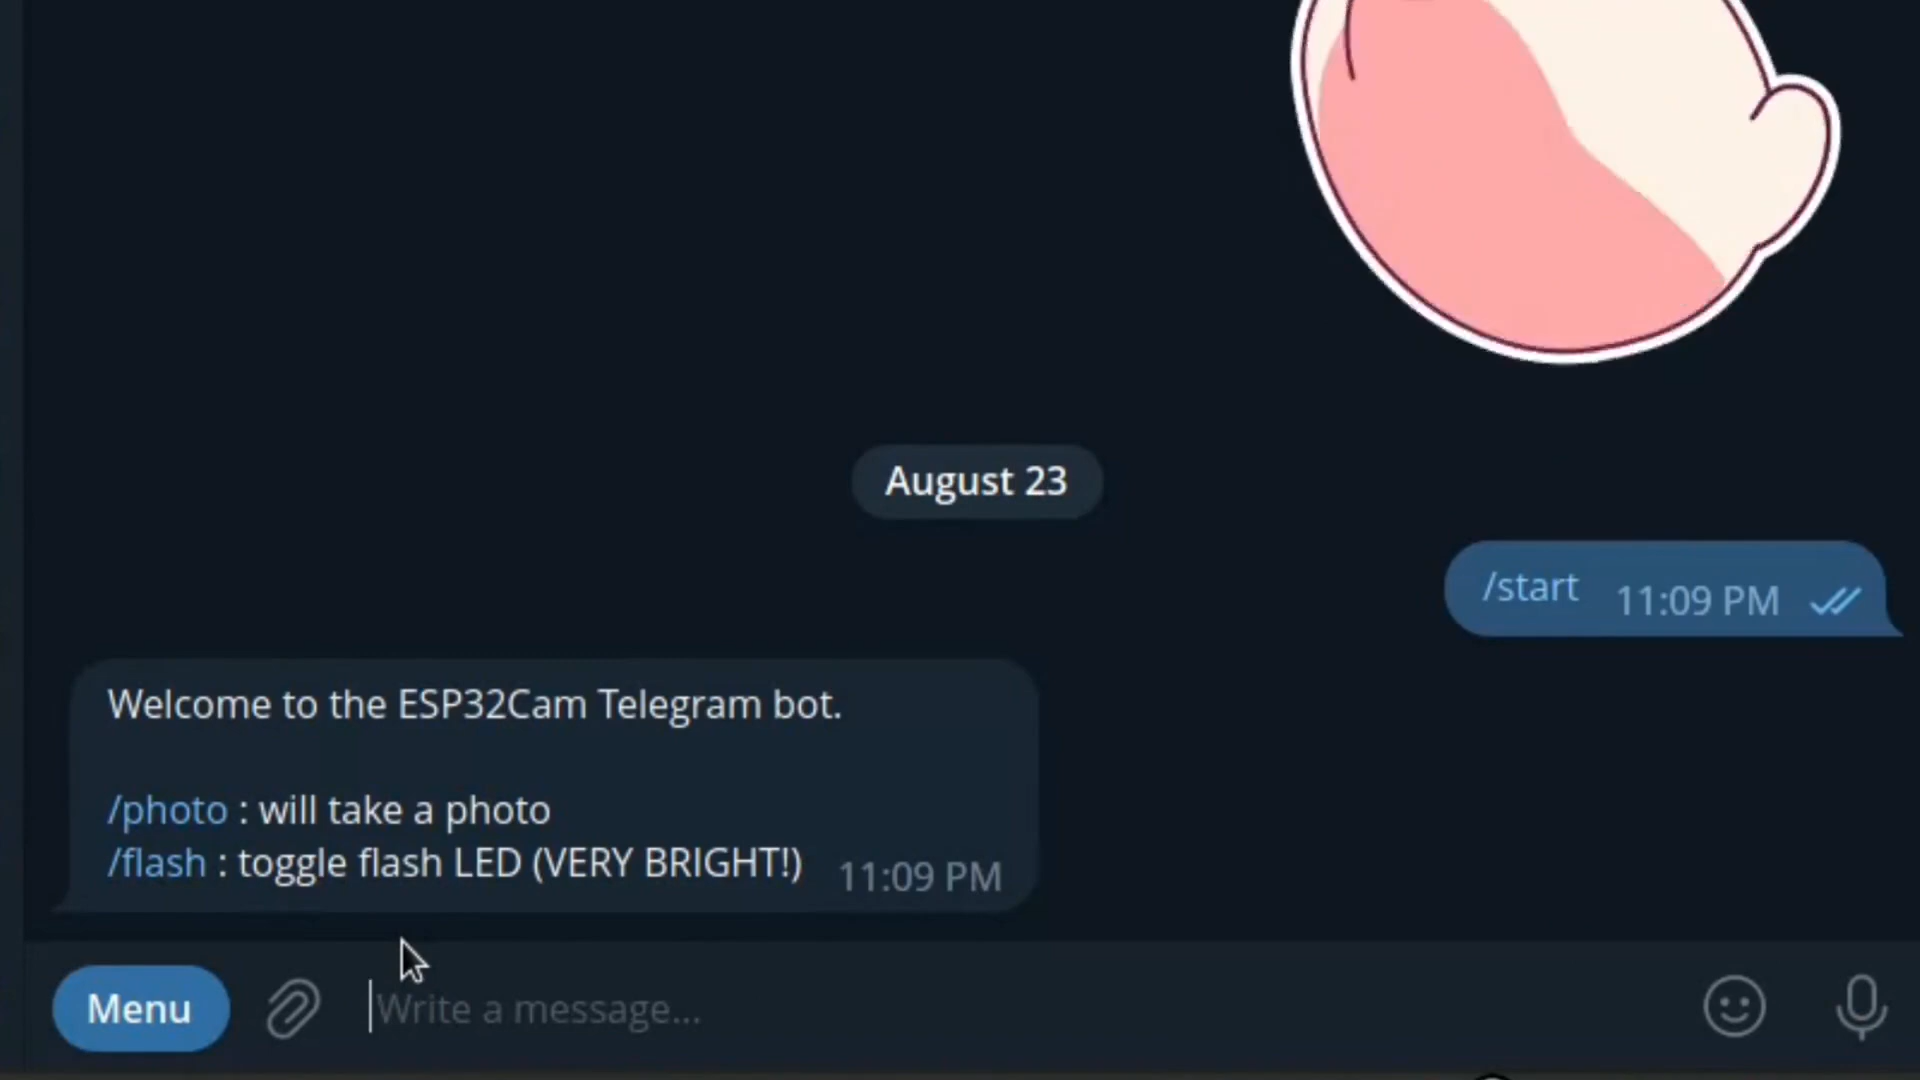 August 23
/start 11:09 PM
Welcome to the ESP32Cam Telegram bot.
/photo : will take a photo
/flash : toggle flash LED (VERY BRIGHT!) 11:09 PM
Menu Write a message...